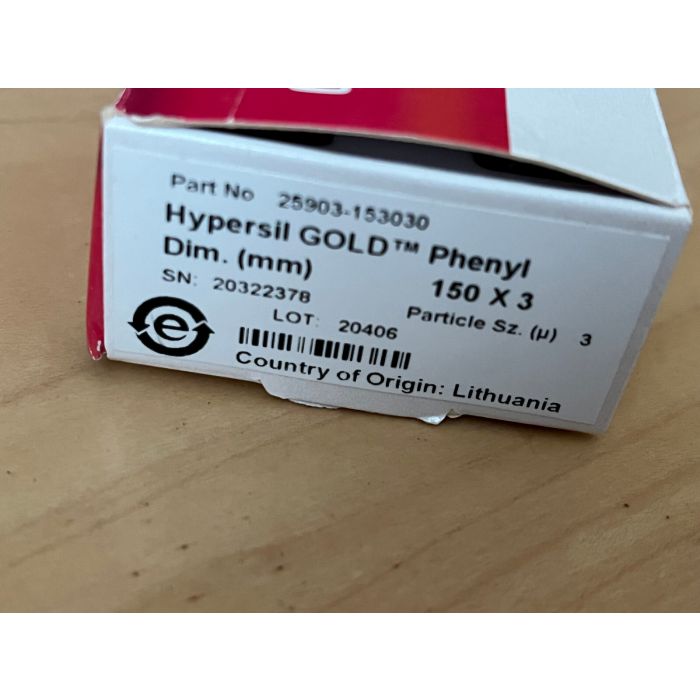 Part No 25903-153030
Hypersil GOLD™ Phenyl
Dim. (mm) 150 X 3
SN: 20322378 Particle Sz. (µ) 3
LOT: 20406
e
Country of Origin: Lithuania